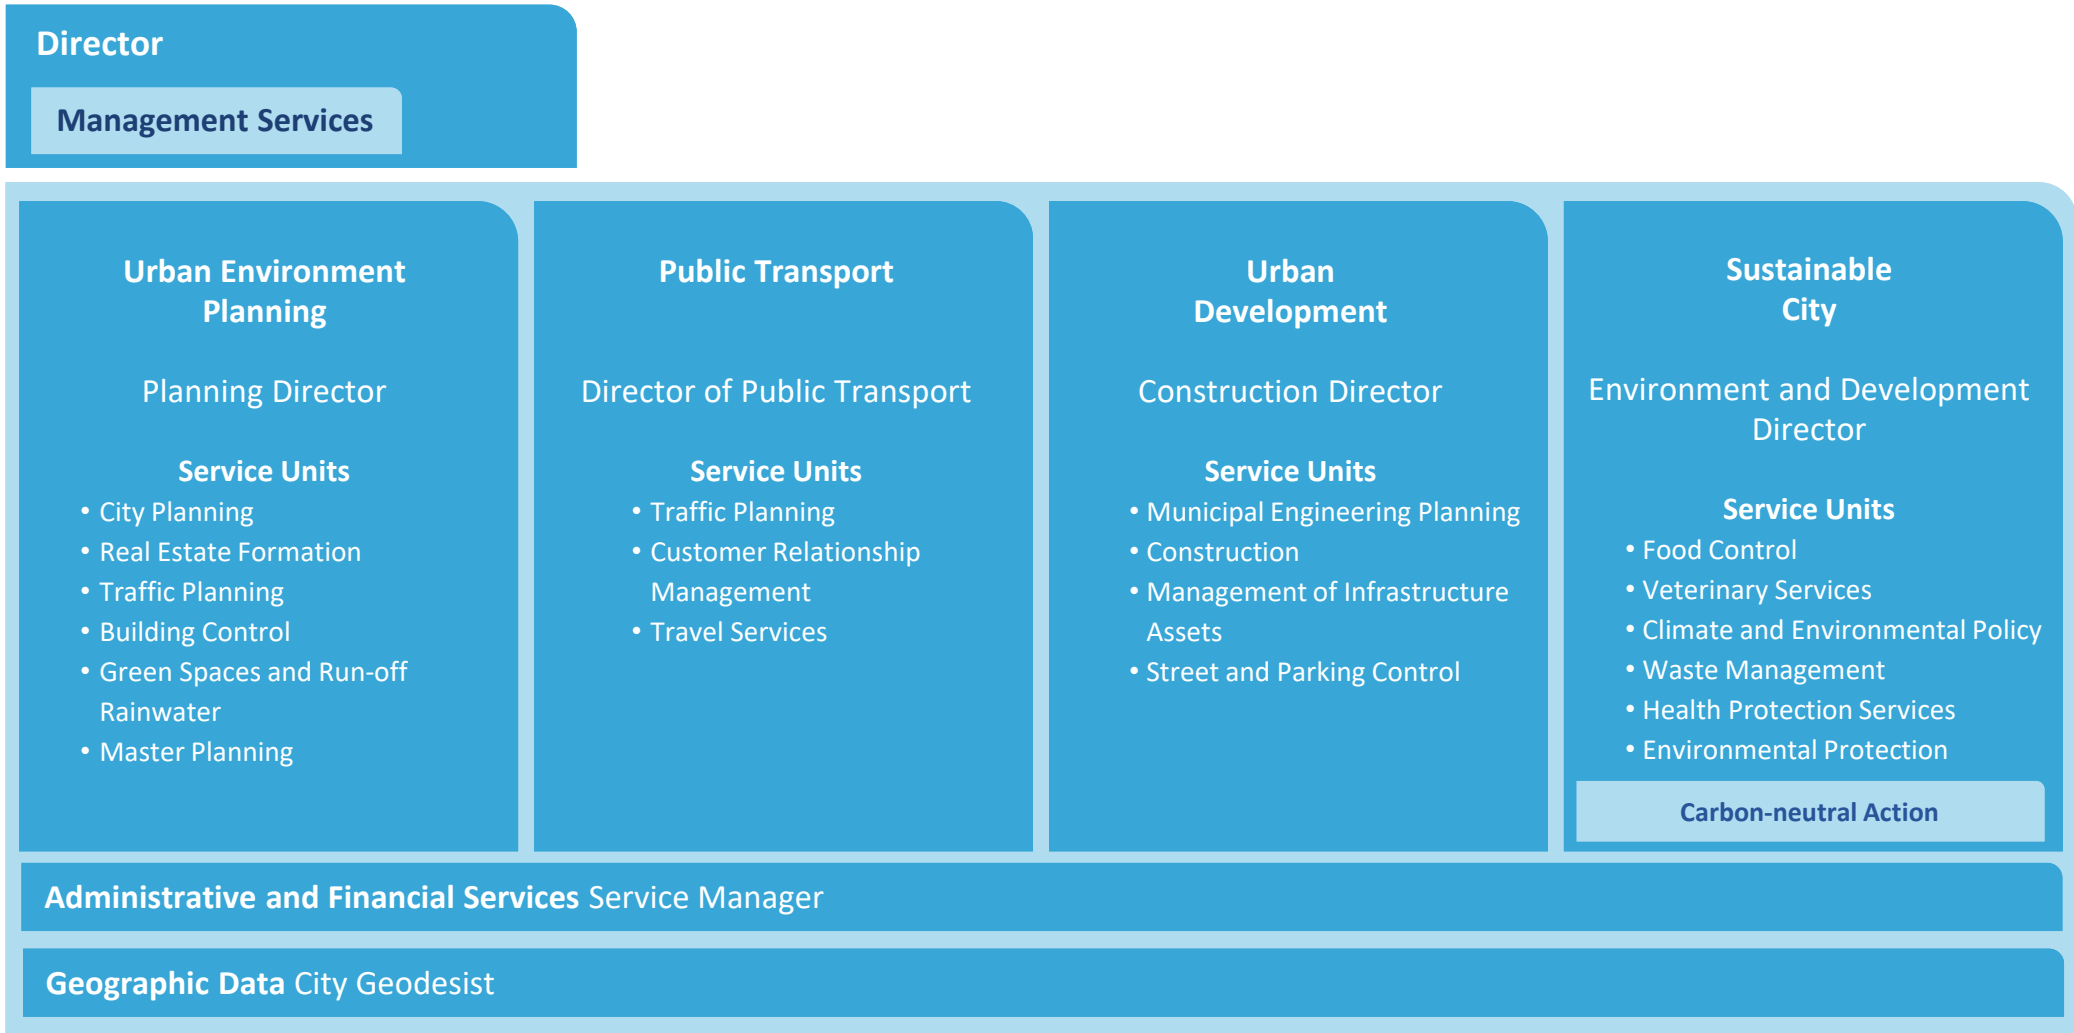 Director
Management Services
Urban Environment
Planning
Planning Director
Service Units
• City Planning
• Real Estate Formation
• Traffic Planning
• Building Control
• Green Spaces and Run-off
Rainwater
• Master Planning
Public Transport
Director of Public Transport
Service Units
• Traffic Planning
• Customer Relationship
Management
• Travel Services
Urban
Development
Construction Director
Service Units
• Municipal Engineering Planning
• Construction
• Management of Infrastructure
Assets
• Street and Parking Control
Sustainable
City
Environment and Development
Director
Service Units
• Food Control
• Veterinary Services
• Climate and Environmental Policy
• Waste Management
• Health Protection Services
• Environmental Protection
Carbon-neutral Action
Administrative and Financial Services Service Manager
Geographic Data City Geodesist